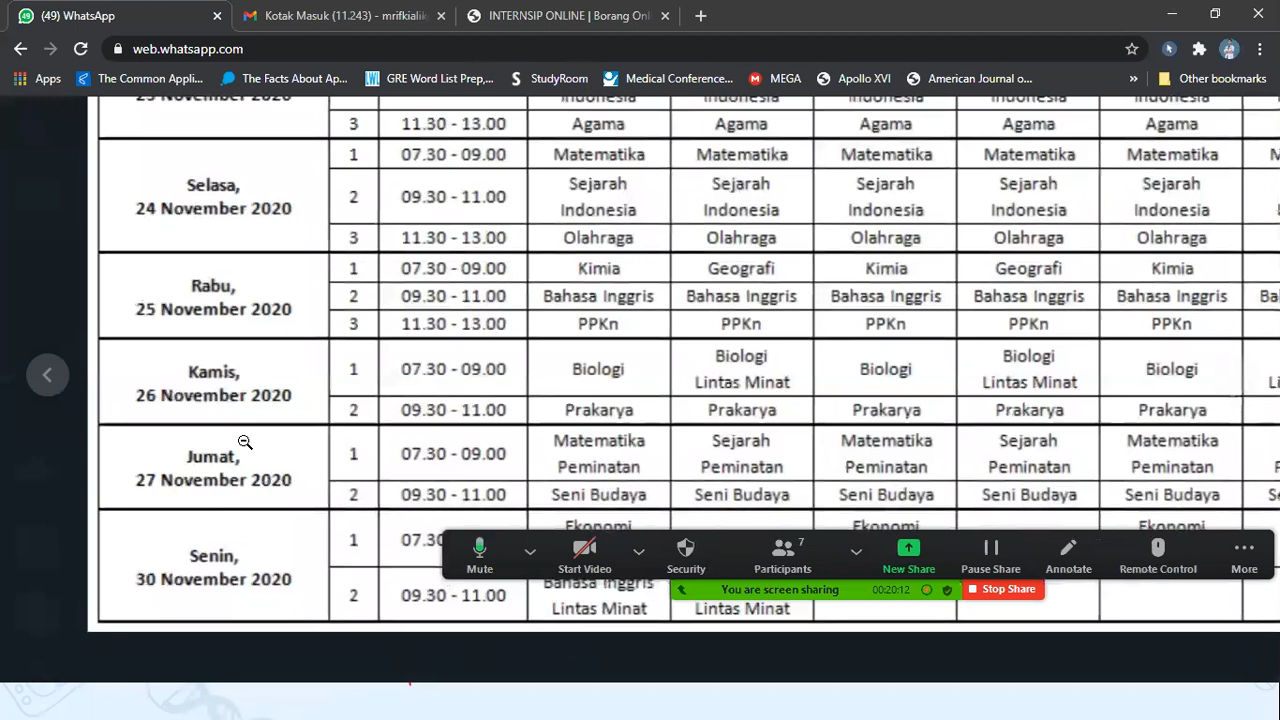 (49) WhatsApp
Kotak Masuk (11.243) - mrifkialik
INTERNSIP ONLINE | Borang Onl
web.whatsapp.com
Apps
The Common Appli...
The Facts About Ap...
GRE Word List Prep,...
StudyRoom
Medical Conference...
MEGA
Apollo XVI
American Journal o...
»
Other bookmarks
November 2020
Indonesia Indonesia Indonesia Indonesia Indonesia
3 11.30 - 13.00 Agama Agama Agama Agama Agama
Selasa,
24 November 2020
1 07.30 - 09.00 Matematika Matematika Matematika Matematika Matematika
2 09.30 - 11.00 Sejarah Sejarah Sejarah Sejarah Sejarah
Indonesia Indonesia Indonesia Indonesia Indonesia
3 11.30 - 13.00 Olahraga Olahraga Olahraga Olahraga Olahraga
Rabu,
25 November 2020
1 07.30 - 09.00 Kimia Geografi Kimia Geografi Kimia
2 09.30 - 11.00 Bahasa Inggris Bahasa Inggris Bahasa Inggris Bahasa Inggris Bahasa Inggris Ba
3 11.30 - 13.00 PPKn PPKn PPKn PPKn PPKn
Kamis,
26 November 2020
1 07.30 - 09.00 Biologi Biologi Biologi Biologi Biologi
Lintas Minat Lintas Minat Li
2 09.30 - 11.00 Prakarya Prakarya Prakarya Prakarya Prakarya
Jumat,
27 November 2020
1 07.30 - 09.00 Matematika Sejarah Matematika Sejarah Matematika
Peminatan Peminatan Peminatan Peminatan Peminatan
2 09.30 - 11.00 Seni Budaya Seni Budaya Seni Budaya Seni Budaya Seni Budaya Se
Senin,
30 November 2020
1 07.30 Ekonomi Ekonomi Ekonomi
2 09.30 - 11.00 Bahasa Inggris
Lintas Minat Lintas Minat
Mute
Start Video
Security
7
Participants
New Share
Pause Share
Annotate
Remote Control
More
You are screen sharing
00:20:12
Stop Share